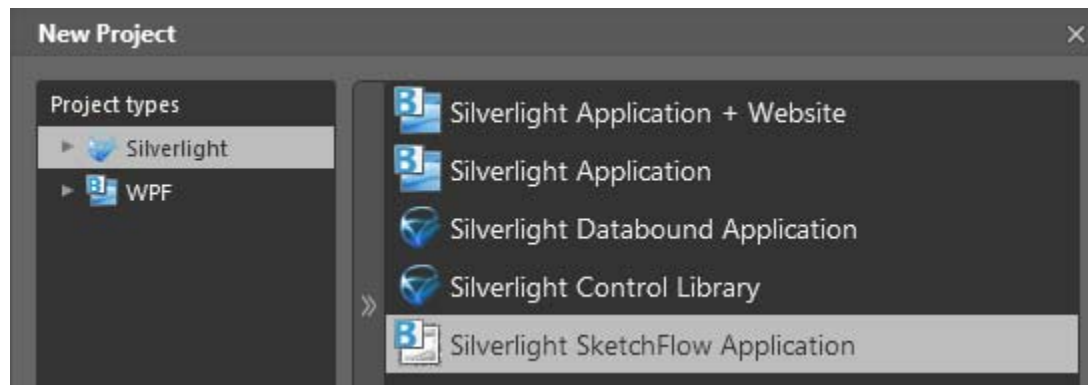 New Project
Project types
Silverlight
WPF
Silverlight Application + Website
Silverlight Application
Silverlight Databound Application
Silverlight Control Library
Silverlight SketchFlow Application